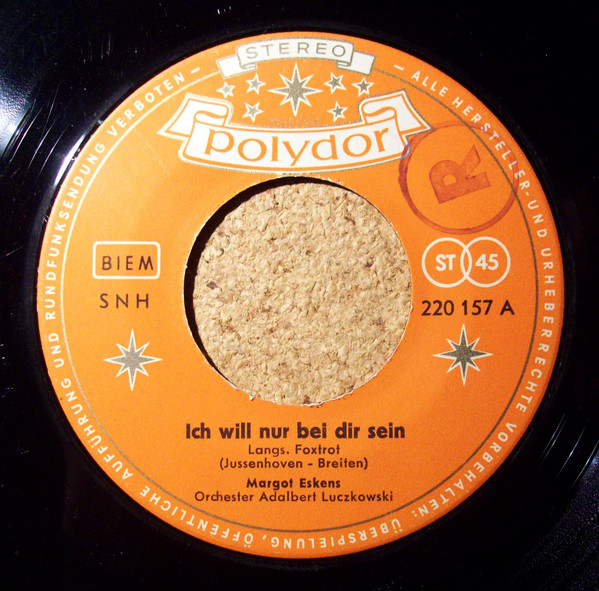 STEREO
polydor
R
BIEM
SNH
ST 45
220 157 A
Ich will nur bei dir sein
Langs. Foxtrot
(Jussenhoven - Breiten)
Margot Eskens
Orchester Adalbert Luczkowski
— ALLE HERSTELLER- UND URHEBERRECHTE VORBEHALTEN: ÜBERSPIELUNG, ÖFFENTLICHE AUFFÜHRUNG UND RUNDFUNKSENDUNG VERBOTEN —